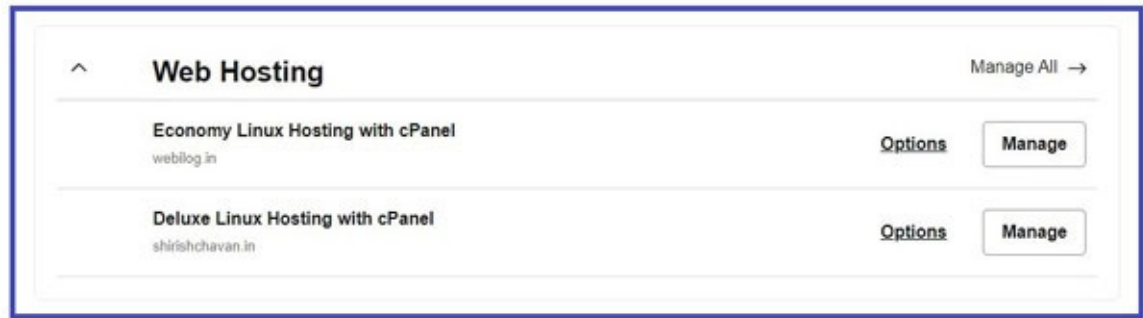 Web Hosting
Manage All →
Economy Linux Hosting with cPanel
webilog.in
Options
Manage
Deluxe Linux Hosting with cPanel
shirishchavan.in
Options
Manage